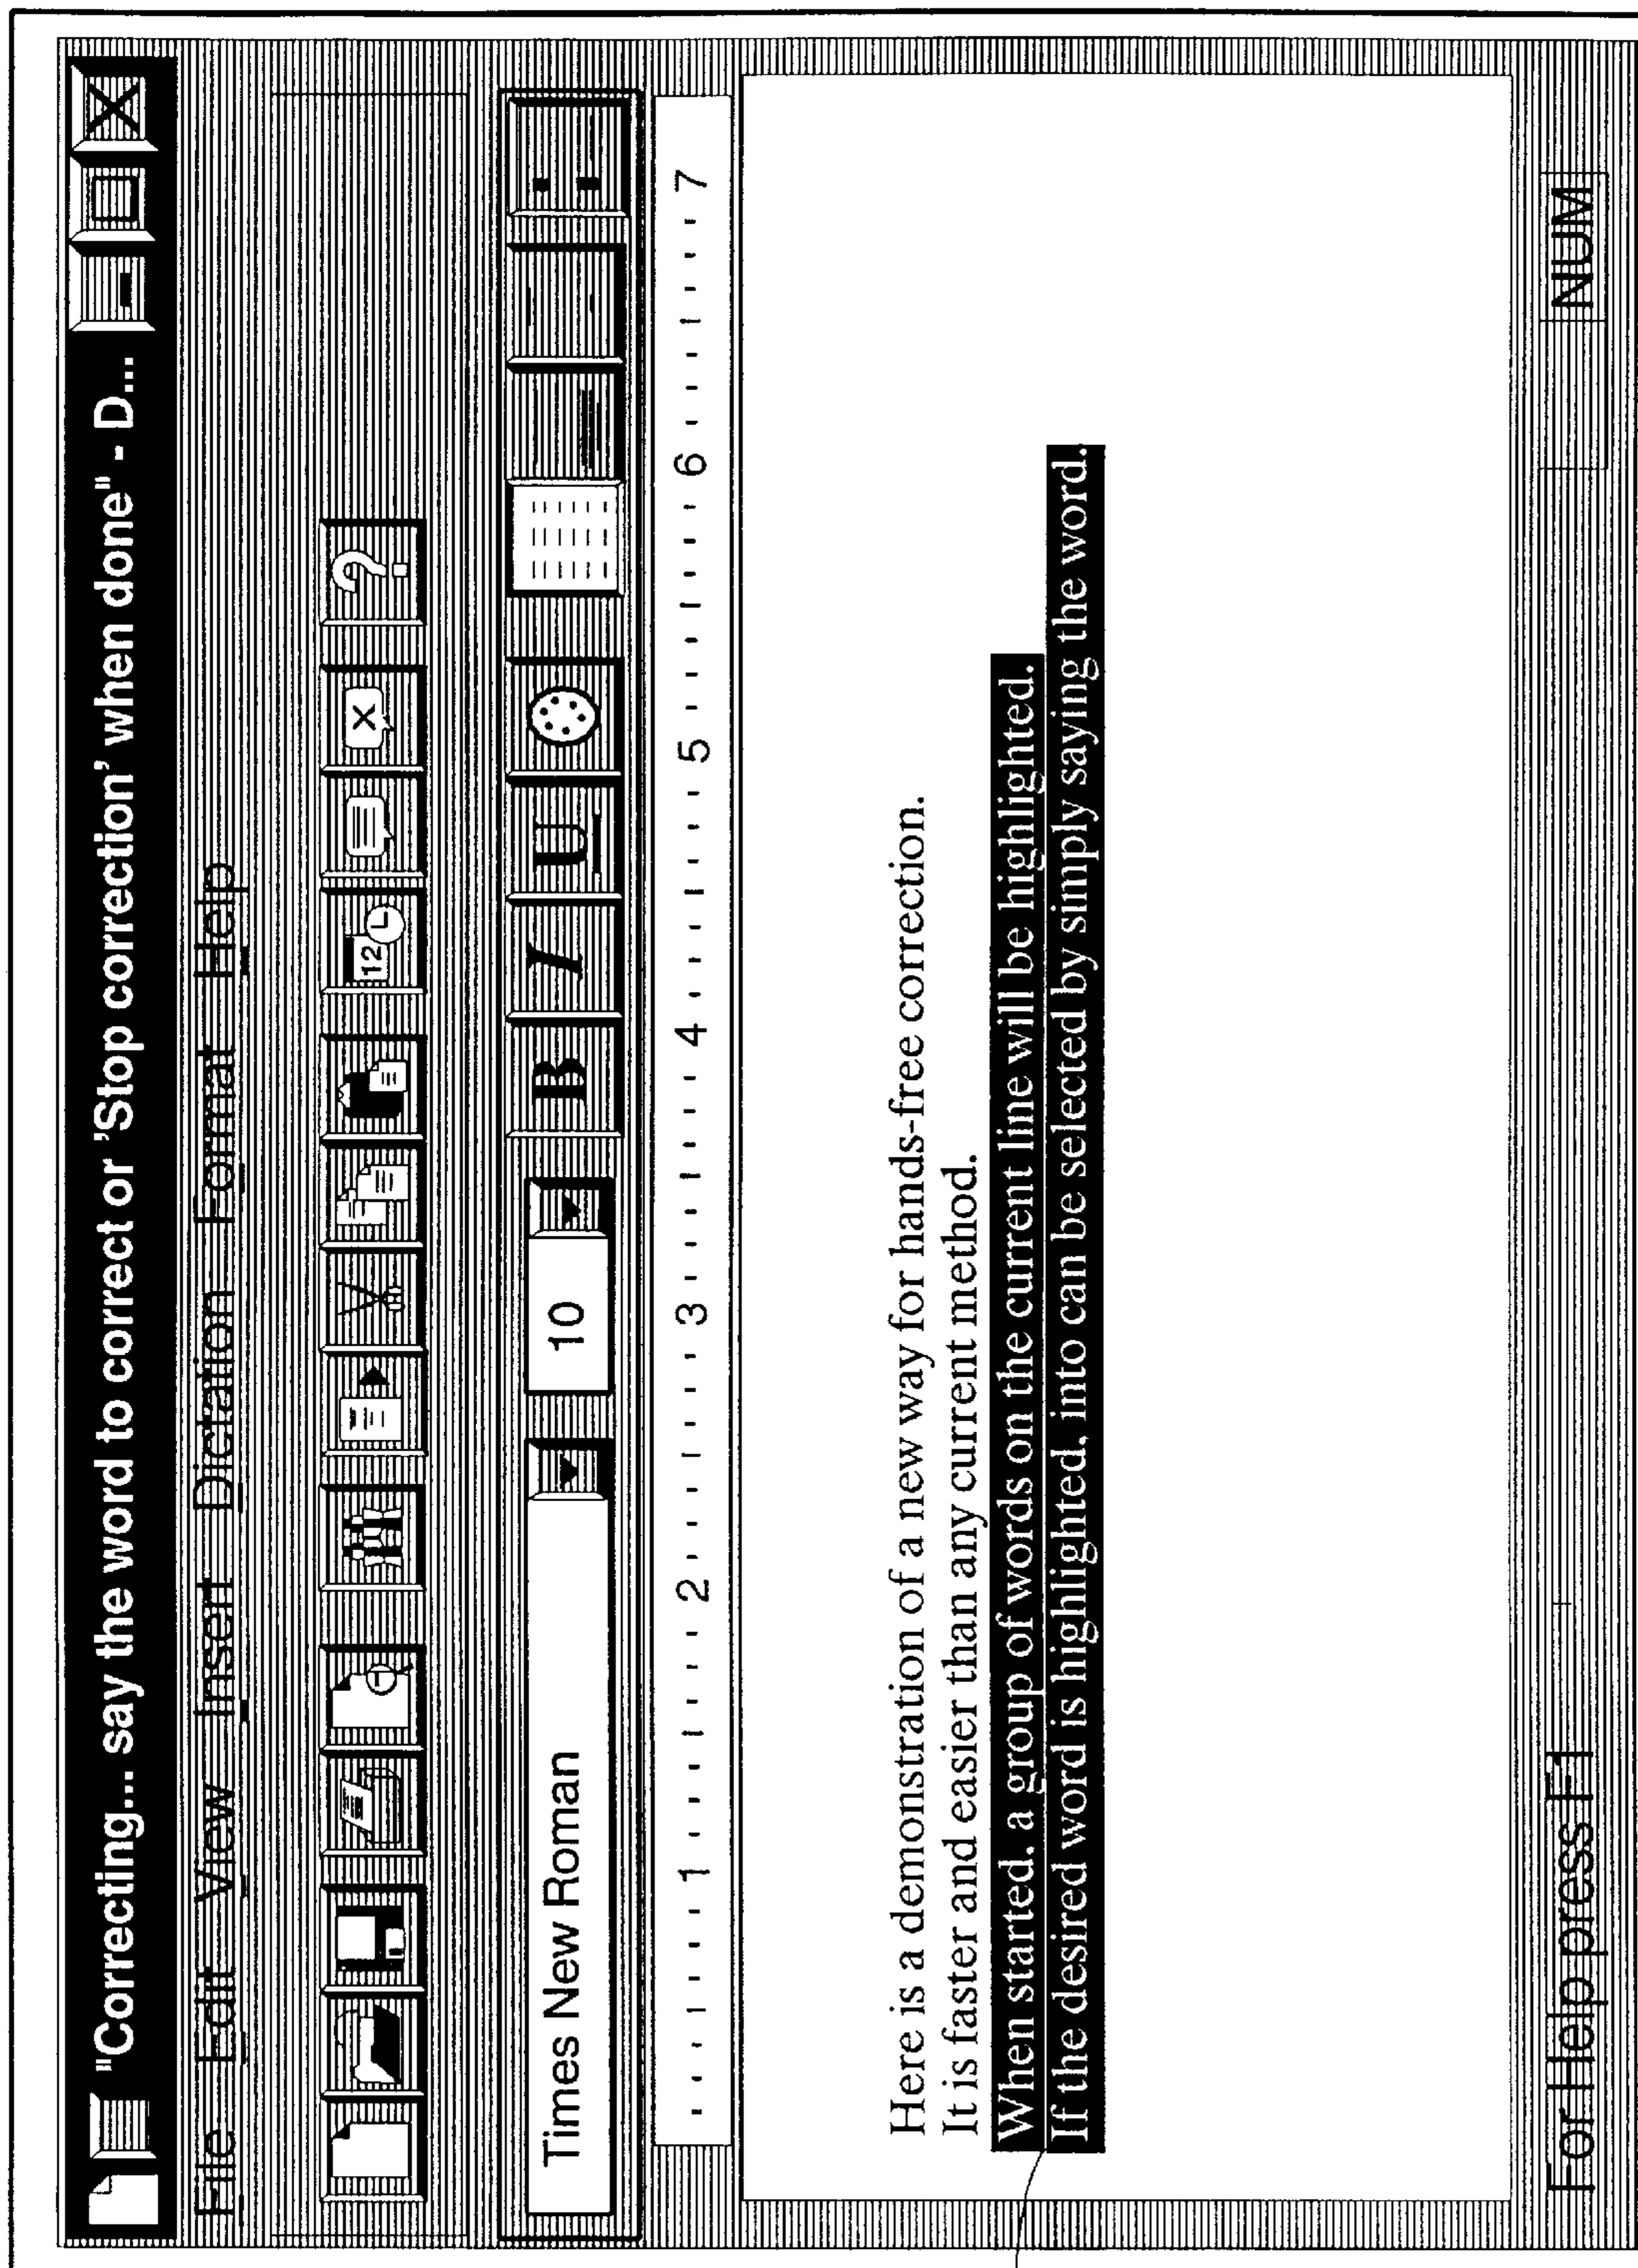 "Correcting... say the word to correct or 'Stop correction' when done" - D...
File Edit View Insert Dictation Format Help
12
?
Times New Roman 10 B I U
1 2 3 4 5 6 7
Here is a demonstration of a new way for hands-free correction.
It is faster and easier than any current method.
When started, a group of words on the current line will be highlighted.
If the desired word is highlighted, into can be selected by simply saying the word.
For Help press F1 NUM